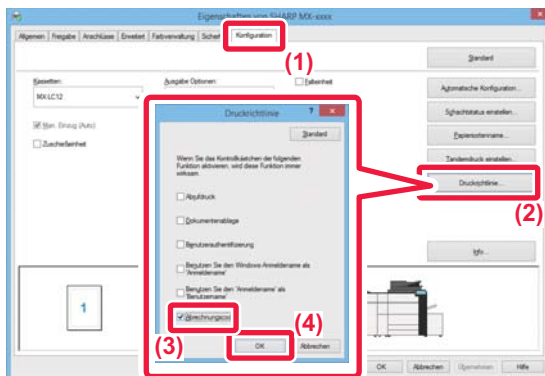 Eigenschaften von SHARP MX-xxxx
Allgemein Freigabe Anschlüsse Erweitert Farbverwaltung Sicherheit Konfiguration
(1)
Standard
Kassetten:
Ausgabe Optionen:
Falteinheit
MX-LC12
Automatische Konfiguration...
Schachtstatus einstellen...
Man. Einzug (Auto)
Zuschießeinheit
Papiersortenname...
Tandemdruck einstellen...
Druckrichtlinie...
(2)
Info...
Druckrichtlinie
?
Standard
Wenn Sie das Kontrollkästchen der folgenden
Funktion aktivieren, wird diese Funktion immer
wirksam.
Abrufdruck
Dokumentenablage
Benutzerauthentifizierung
Benutzen Sie den Windows Anmeldename als
'Anmeldename'
Benutzen Sie den 'Anmeldename' als
'Benutzername'
Abrechnungscode
(3)
(4)
OK Abbrechen
1
OK Abbrechen Übernehmen Hilfe